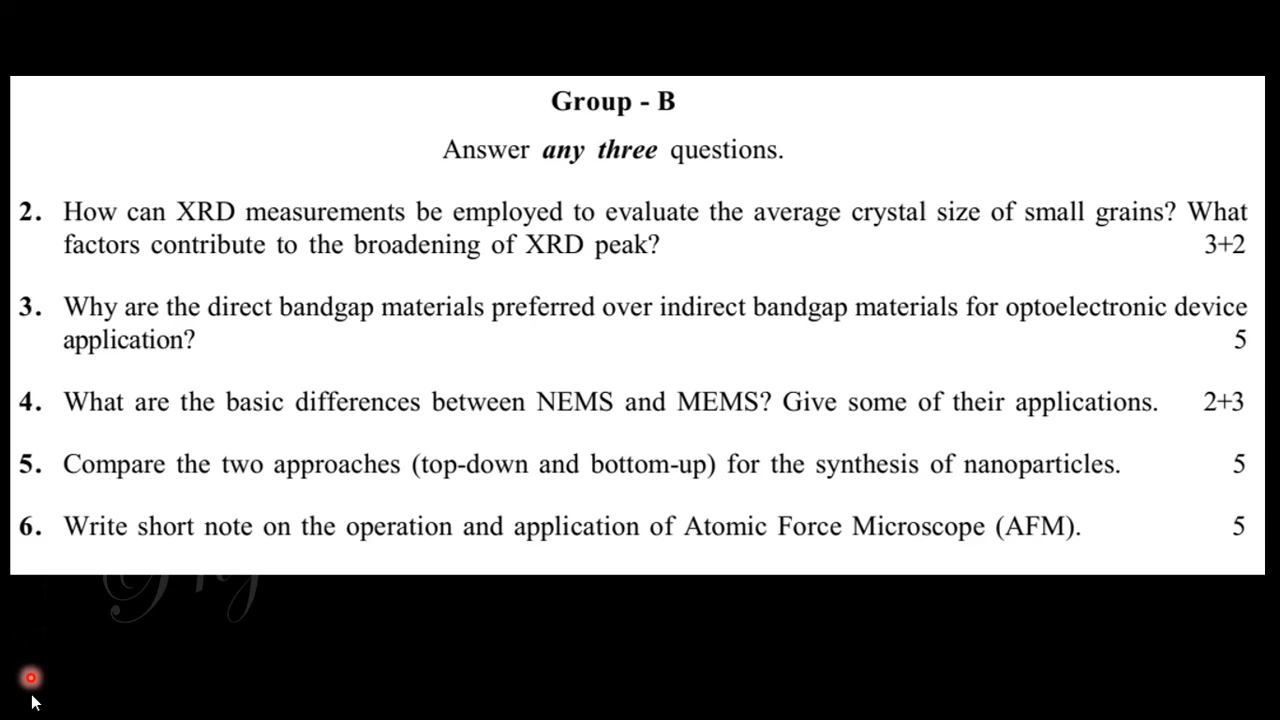 Group - B
Answer any three questions.
2. How can XRD measurements be employed to evaluate the average crystal size of small grains? What
factors contribute to the broadening of XRD peak? 3+2
3. Why are the direct bandgap materials preferred over indirect bandgap materials for optoelectronic device
application? 5
4. What are the basic differences between NEMS and MEMS? Give some of their applications. 2+3
5. Compare the two approaches (top-down and bottom-up) for the synthesis of nanoparticles. 5
6. Write short note on the operation and application of Atomic Force Microscope (AFM). 5